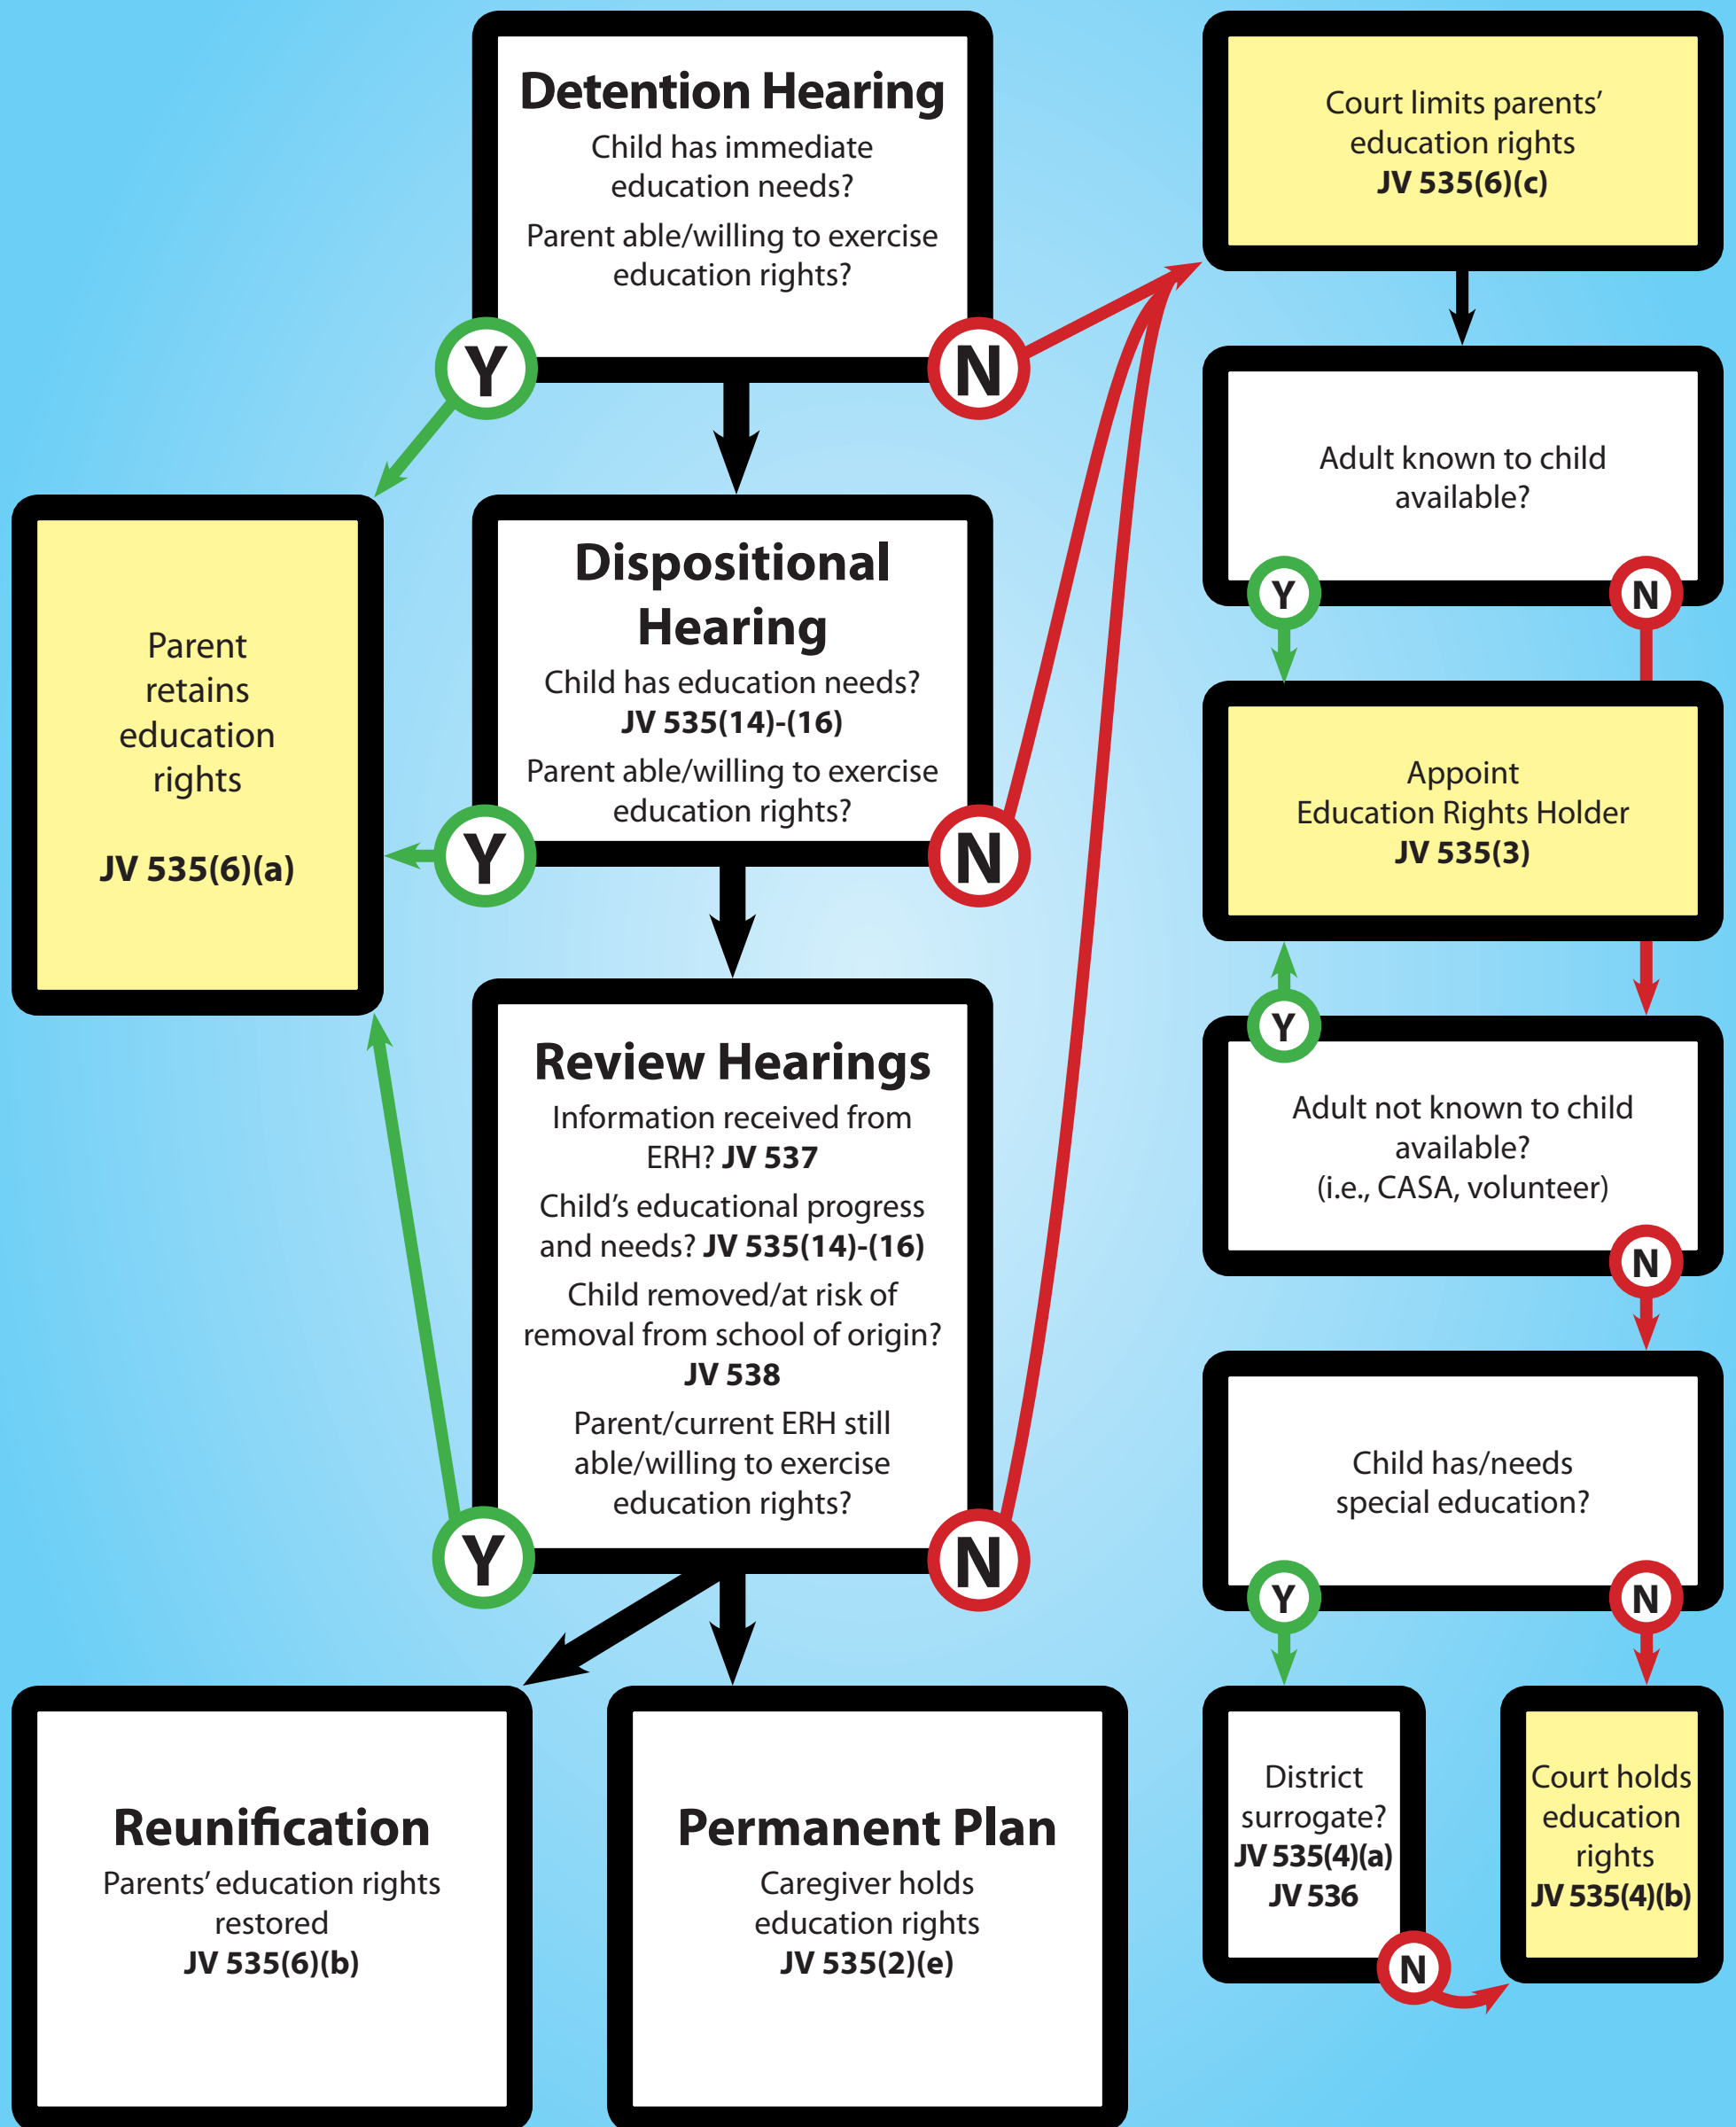 Detention Hearing
Child has immediate
education needs?
Parent able/willing to exercise
education rights?
Y
N
Dispositional
Hearing
Child has education needs?
JV 535(14)-(16)
Parent able/willing to exercise
education rights?
Y
N
Parent
retains
education
rights
JV 535(6)(a)
Review Hearings
Information received from
ERH? JV 537
Child’s educational progress
and needs? JV 535(14)-(16)
Child removed/at risk of
removal from school of origin?
JV 538
Parent/current ERH still
able/willing to exercise
education rights?
Y
N
Reunification
Parents’ education rights
restored
JV 535(6)(b)
Permanent Plan
Caregiver holds
education rights
JV 535(2)(e)
Court limits parents’
education rights
JV 535(6)(c)
Adult known to child
available?
Y
N
Appoint
Education Rights Holder
JV 535(3)
Y
Adult not known to child
available?
(i.e., CASA, volunteer)
N
Child has/needs
special education?
Y
N
District
surrogate?
JV 535(4)(a)
JV 536
N
Court holds
education
rights
JV 535(4)(b)